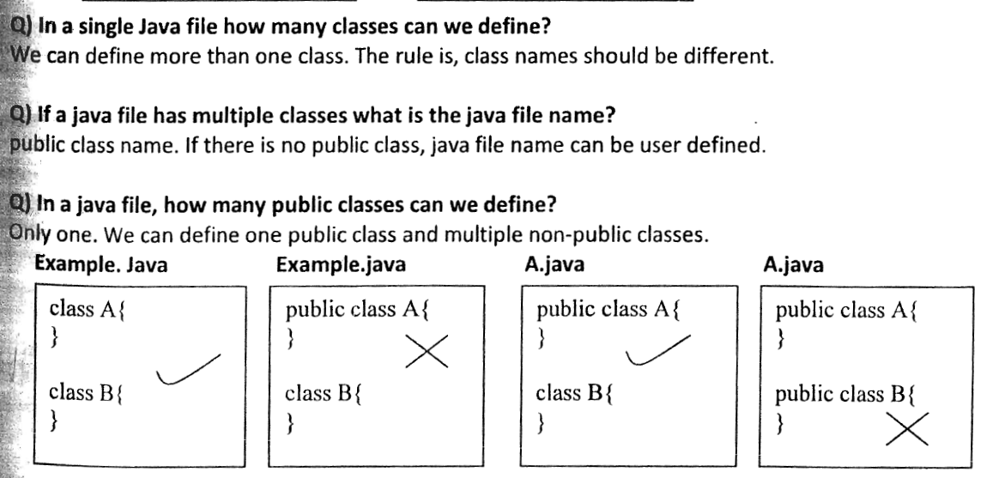 Q) In a single Java file how many classes can we define?
We can define more than one class. The rule is, class names should be different.
Q) If a java file has multiple classes what is the java file name?
public class name. If there is no public class, java file name can be user defined.
Q) In a java file, how many public classes can we define?
Only one. We can define one public class and multiple non-public classes.
Example. Java
class A{
}
class B{
}
Example.java
public class A{
}
class B{
}
A.java
public class A{
}
class B{
}
A.java
public class A{
}
public class B{
}